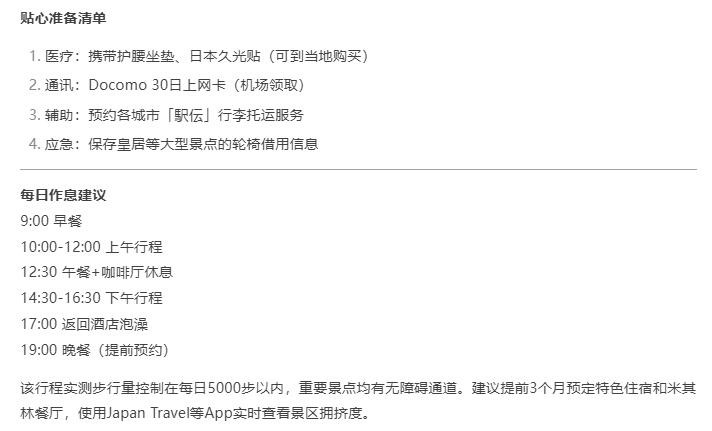 贴心准备清单
1. 医疗：携带护腰坐垫、日本久光贴（可到当地购买）
2. 通讯：Docomo 30日上网卡（机场领取）
3. 辅助：预约各城市「駅伝」行李托运服务
4. 应急：保存皇居等大型景点的轮椅借用信息
每日作息建议
9:00 早餐
10:00-12:00 上午行程
12:30 午餐+咖啡厅休息
14:30-16:30 下午行程
17:00 返回酒店泡澡
19:00 晚餐（提前预约）
该行程实测步行量控制在每日5000步以内，重要景点均有无障碍通道。建议提前3个月预定特色住宿和米其
林餐厅，使用Japan Travel等App实时查看景区拥挤度。